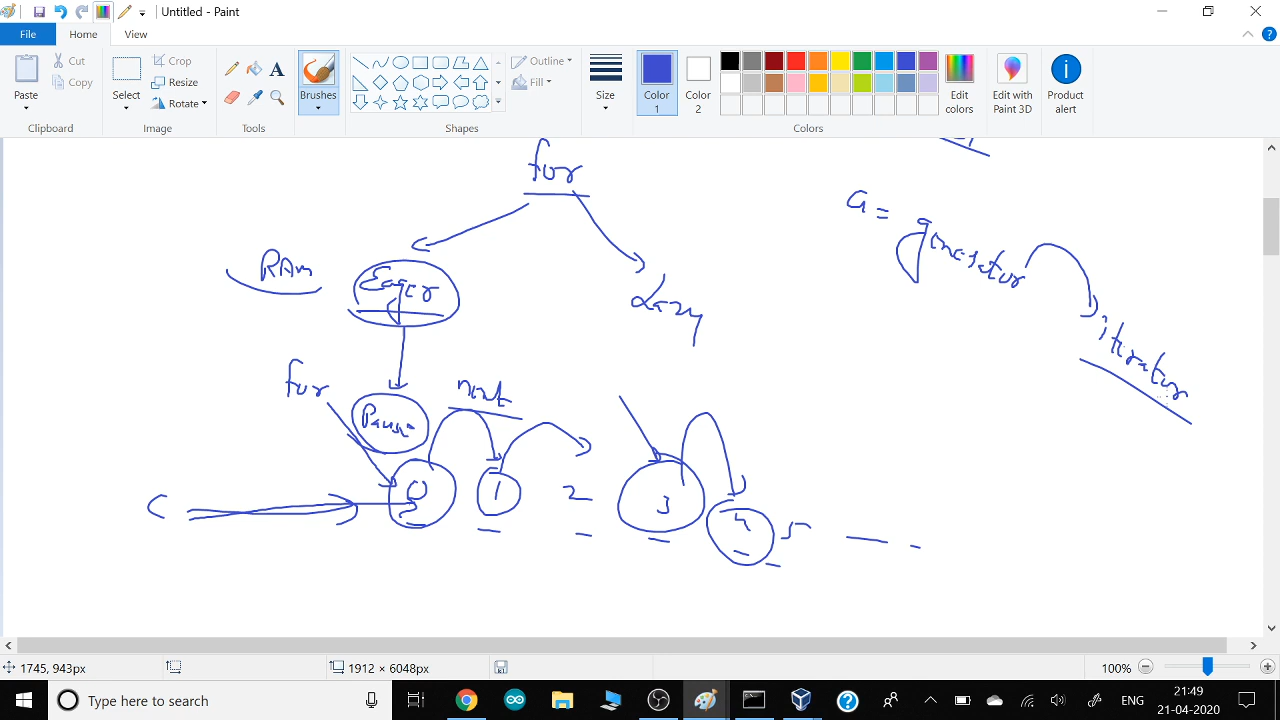 Untitled - Paint
File
Home
View
Paste
Cut
Copy
Clipboard
Select
Crop
Resize
Rotate
Image
Tools
Brushes
Shapes
Outline
Fill
Size
Color 1
Color 2
Colors
Edit colors
Edit with Paint 3D
Product alert
for
G = generator
iterator
RAM
Eager
Lazy
for
Pause
next
C
0 1 2 3 4 5
1745, 943px
1912 × 6048px
100%
Type here to search
ENG
21:49
21-04-2020